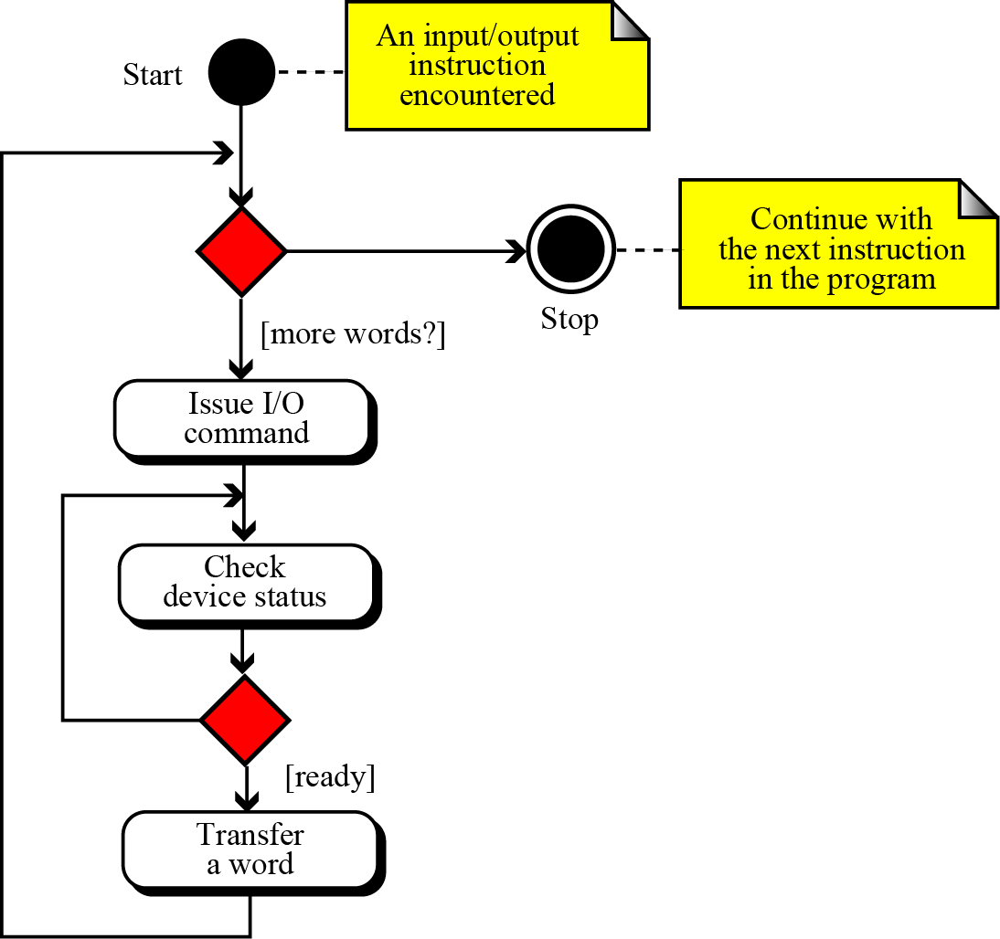 An input/output
instruction
encountered
Start
Continue with
the next instruction
in the program
Stop
[more words?]
Issue I/O
command
Check
device status
[ready]
Transfer
a word